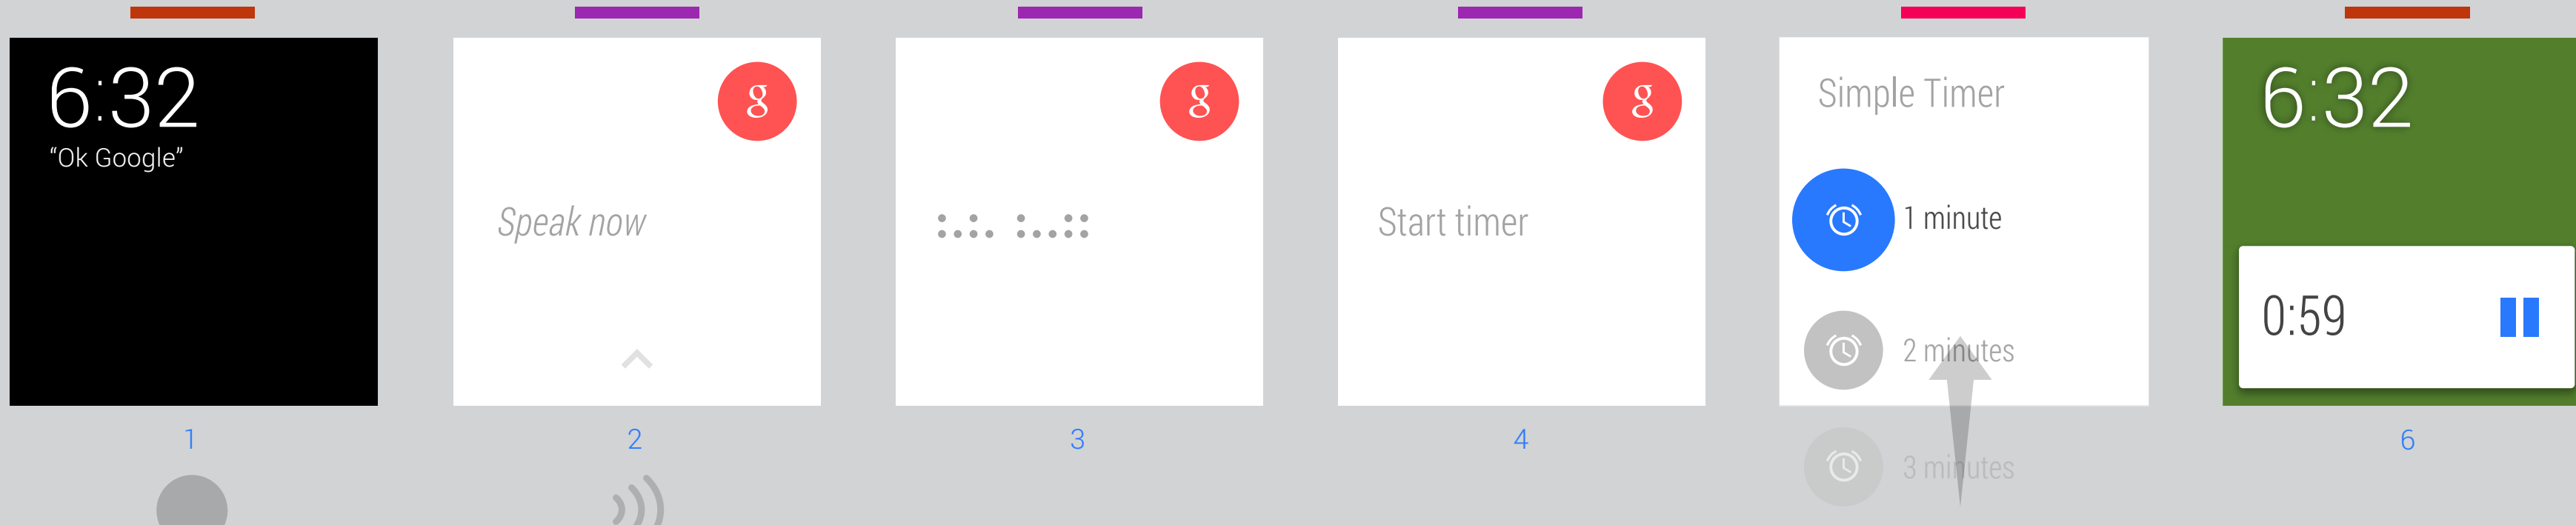 6:32
“Ok Google”
1
g
Speak now
2
g
3
g
Start timer
4
Simple Timer
1 minute
2 minutes
3 minutes
6:32
0:59
6